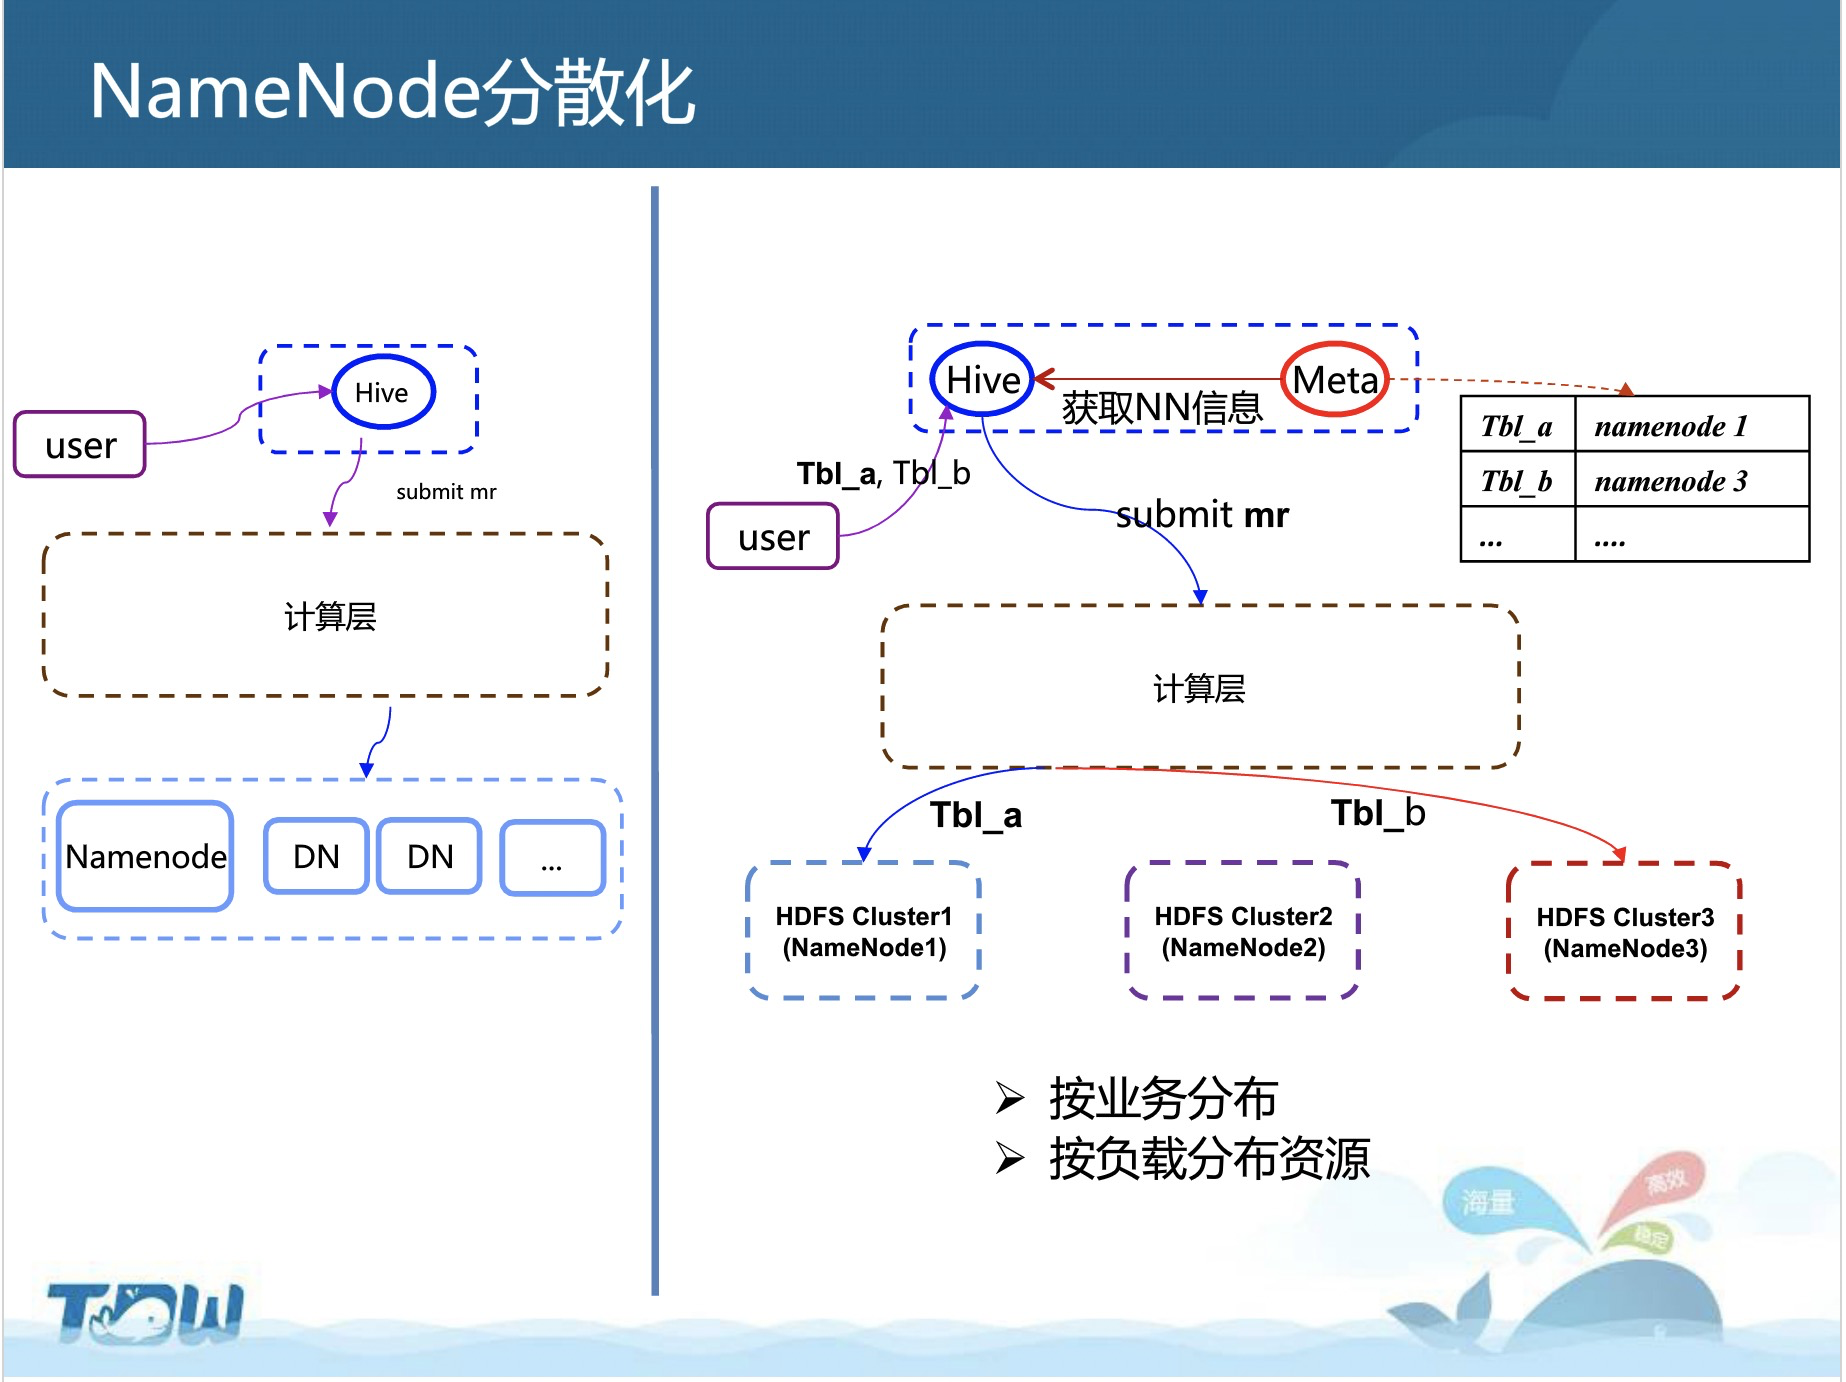 NameNode分散化
Hive
user
submit mr
计算层
Namenode
DN
DN
...
Hive
Meta
获取NN信息
Tbl_a, Tbl_b
user
submit mr
Tbl_a
namenode 1
Tbl_b
namenode 3
...
....
计算层
Tbl_a
Tbl_b
HDFS Cluster1
(NameNode1)
HDFS Cluster2
(NameNode2)
HDFS Cluster3
(NameNode3)
➢ 按业务分布
➢ 按负载分布资源
海量
高效
稳定
TDW